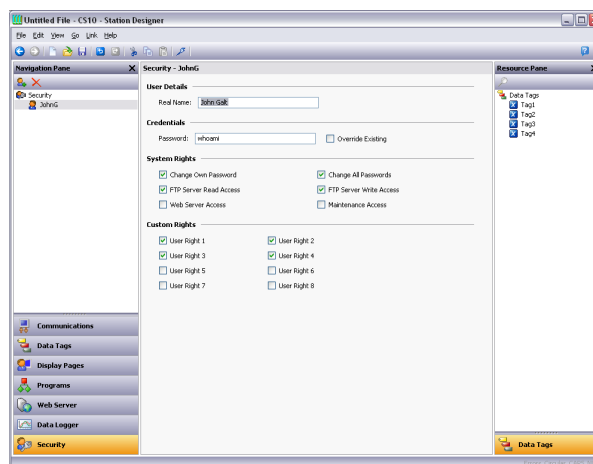 Untitled File - CS10 - Station Designer
File Edit View Go Link Help
Navigation Pane
Security
JohnG
Communications
Data Tags
Display Pages
Programs
Web Server
Data Logger
Security
Security - JohnG
User Details
Real Name: John Galt
Credentials
Password: whoami Override Existing
System Rights
Change Own Password Change All Passwords
FTP Server Read Access FTP Server Write Access
Web Server Access Maintenance Access
Custom Rights
User Right 1 User Right 2
User Right 3 User Right 4
User Right 5 User Right 6
User Right 7 User Right 8
Resource Pane
Data Tags
Tag1
Tag2
Tag3
Tag4
Data Tags